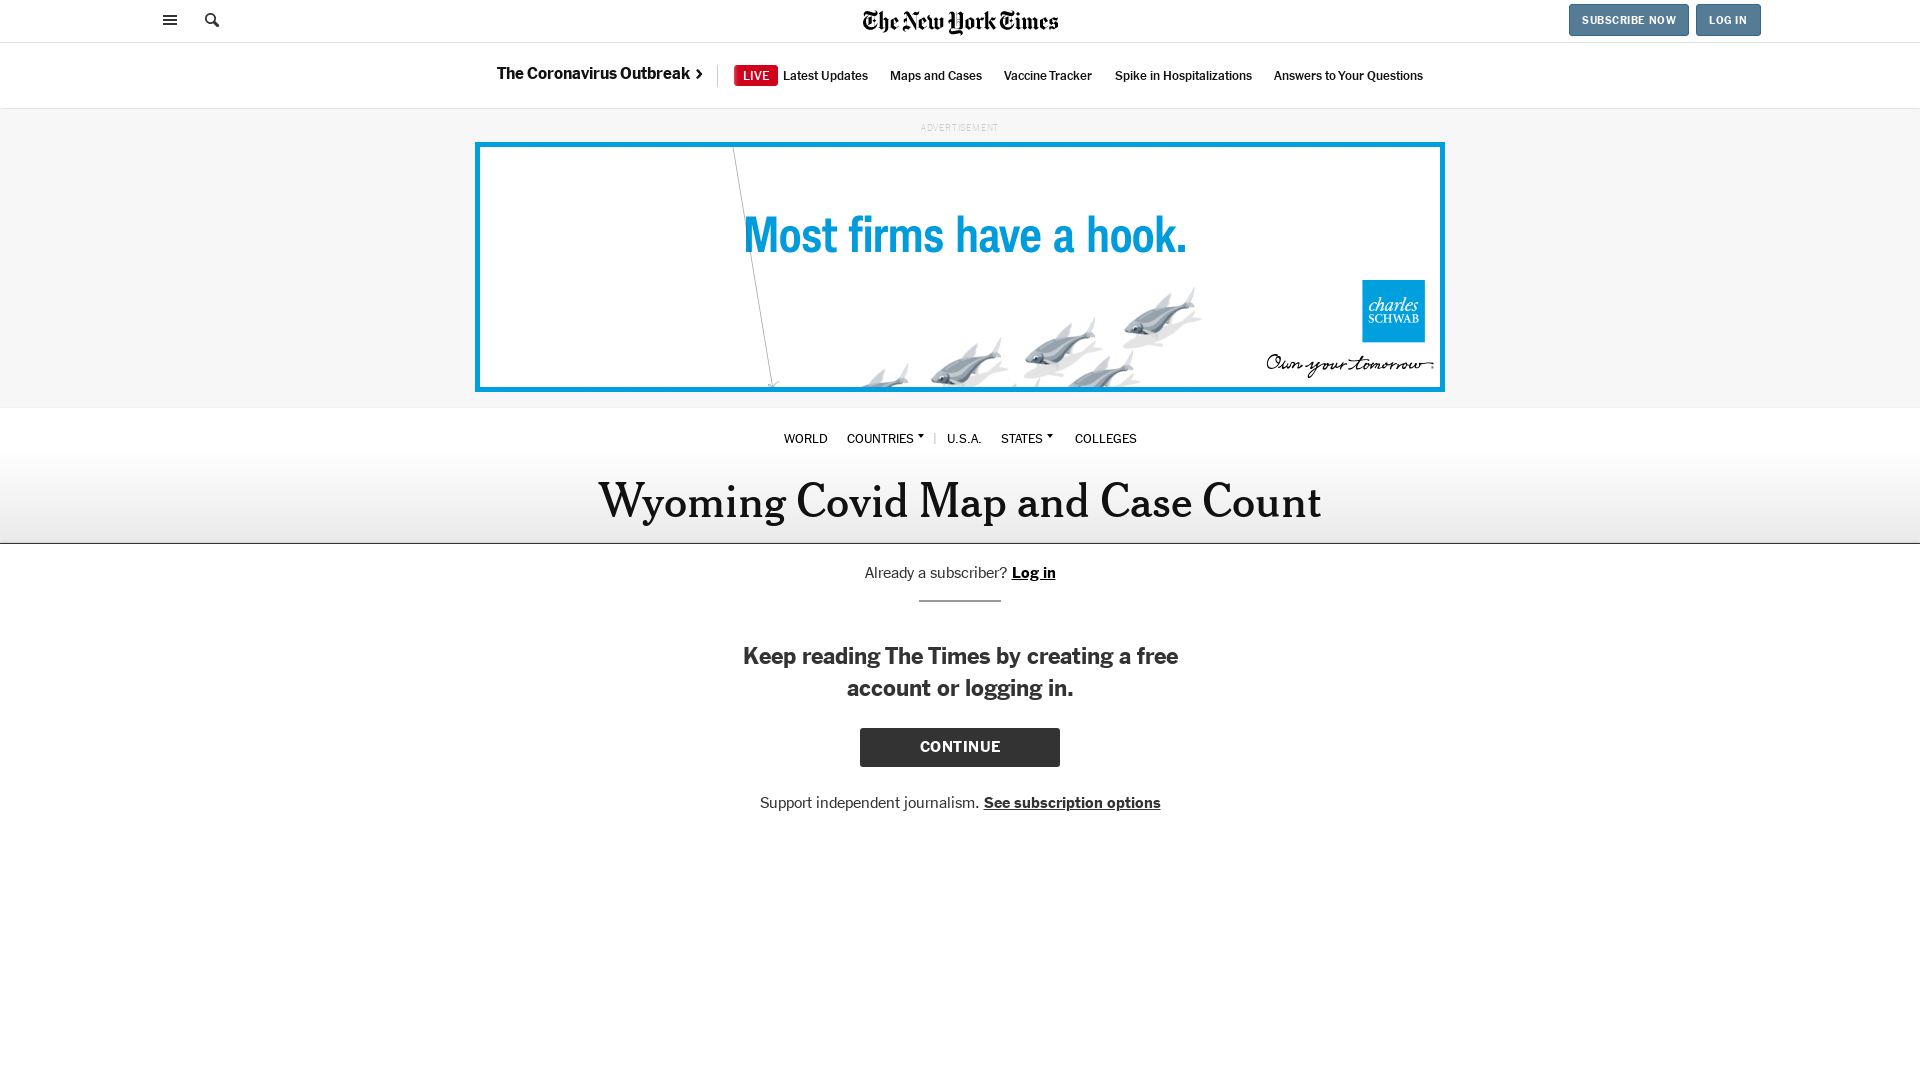 The New York Times
SUBSCRIBE NOW
LOG IN
The Coronavirus Outbreak
LIVE Latest Updates
Maps and Cases
Vaccine Tracker
Spike in Hospitalizations
Answers to Your Questions
ADVERTISEMENT
Most firms have a hook.
charles
SCHWAB
Own your tomorrow.
WORLD
COUNTRIES
U.S.A.
STATES
COLLEGES
Wyoming Covid Map and Case Count
Already a subscriber? Log in
Keep reading The Times by creating a free
account or logging in.
CONTINUE
Support independent journalism. See subscription options